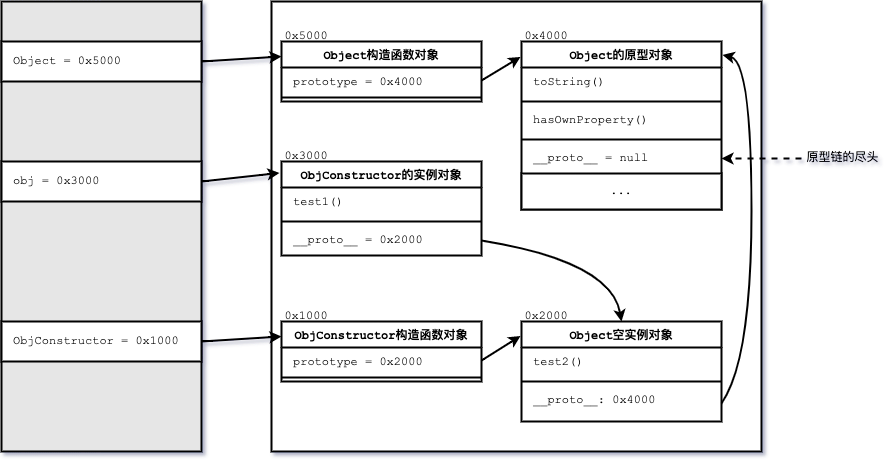 Object = 0x5000
obj = 0x3000
ObjConstructor = 0x1000
0x5000
Object构造函数对象
prototype = 0x4000
0x4000
Object的原型对象
toString()
hasOwnProperty()
__proto__ = null
...
原型链的尽头
0x3000
ObjConstructor的实例对象
test1()
__proto__ = 0x2000
0x1000
ObjConstructor构造函数对象
prototype = 0x2000
0x2000
Object空实例对象
test2()
__proto__: 0x4000